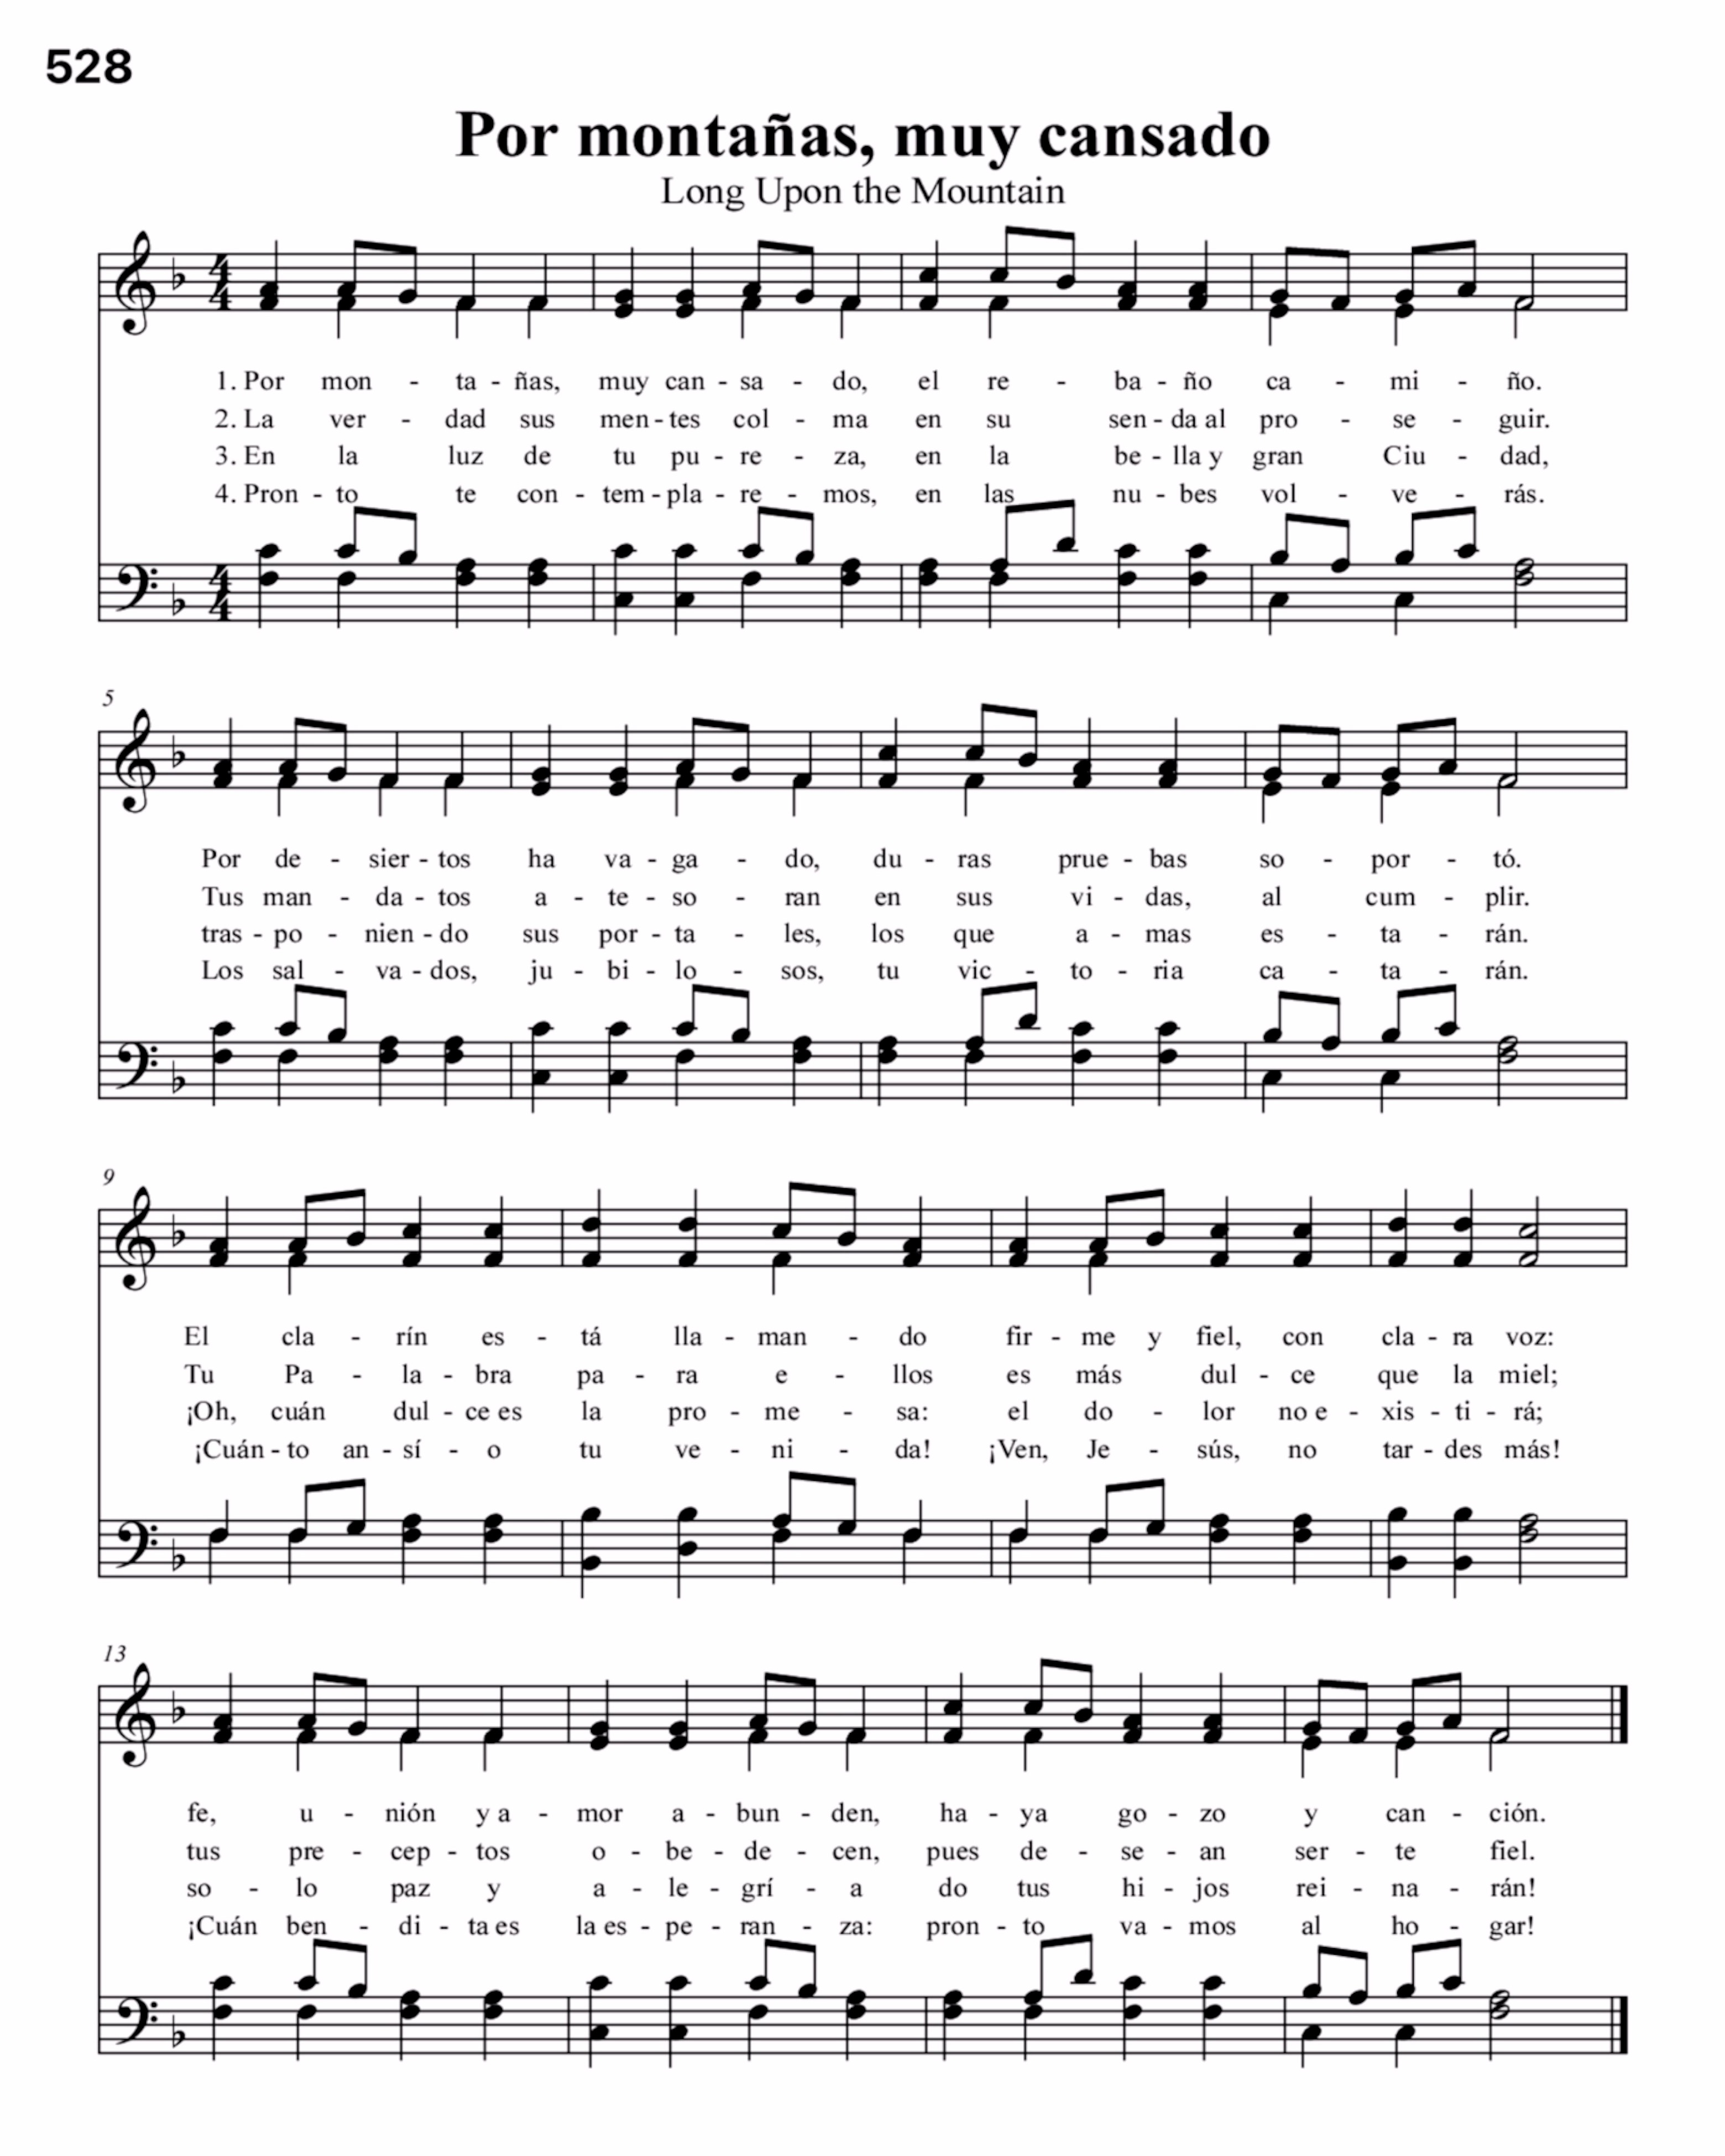 528
Por montañas, muy cansado
Long Upon the Mountain
4 4
1. Por mon - ta - ñas, muy can - sa - do, el re - ba - ño ca - mi - ño.
2. La ver - dad sus men - tes col - ma en su sen - da al pro - se - guir.
3. En la luz de tu pu - re - za, en la be - lla y gran Ciu - dad,
4. Pron - to te con - tem - pla - re - mos, en las nu - bes vol - ve - rás.
4 4
5
Por de - sier - tos ha va - ga - do, du - ras prue - bas so - por - tó.
Tus man - da - tos a - te - so - ran en sus vi - das, al cum - plir.
tras - po - nien - do sus por - ta - les, los que a - mas es - ta - rán.
Los sal - va - dos, ju - bi - lo - sos, tu vic - to - ria ca - ta - rán.
9
El cla - rín es - tá lla - man - do fir - me y fiel, con cla - ra voz:
Tu Pa - la - bra pa - ra e - llos es más dul - ce que la miel;
¡Oh, cuán dul - ce es la pro - me - sa: el do - lor no e - xis - ti - rá;
¡Cuán - to an - sí - o tu ve - ni - da! ¡Ven, Je - sús, no tar - des más!
13
fe, u - nión y a - mor a - bun - den, ha - ya go - zo y can - ción.
tus pre - cep - tos o - be - de - cen, pues de - se - an ser - te fiel.
so - lo paz y a - le - grí - a do tus hi - jos rei - na - rán!
¡Cuán ben - di - ta es la es - pe - ran - za: pron - to va - mos al ho - gar!